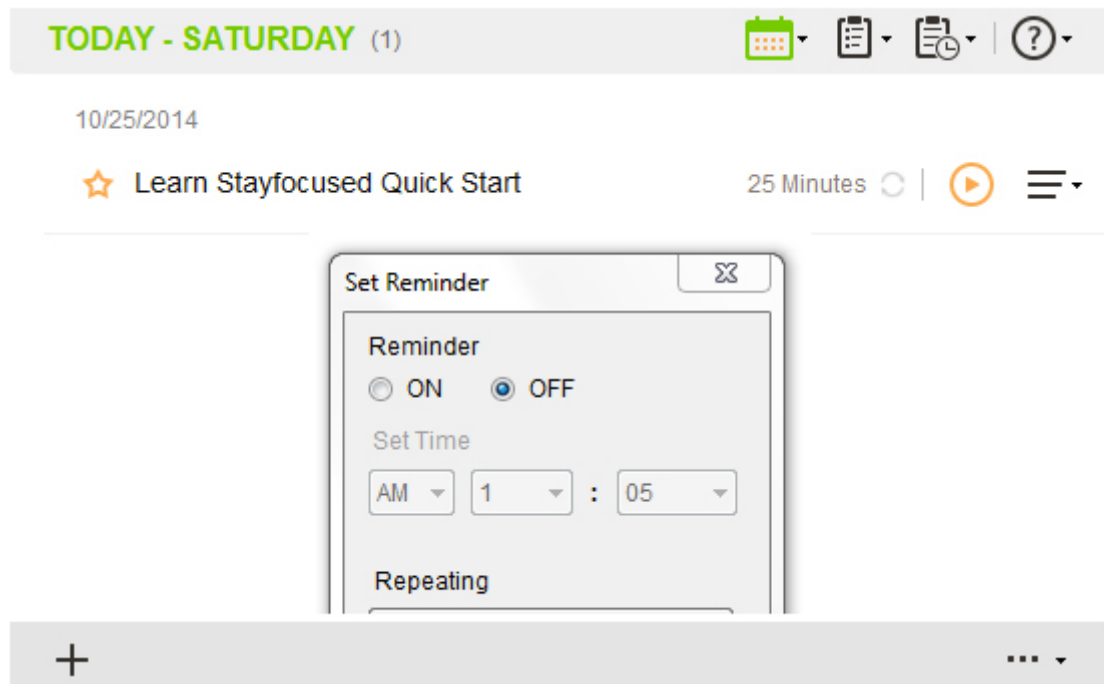 TODAY - SATURDAY (1)
10/25/2014
Learn Stayfocused Quick Start 25 Minutes
Set Reminder
Reminder
ON OFF
Set Time
AM 1 : 05
Repeating